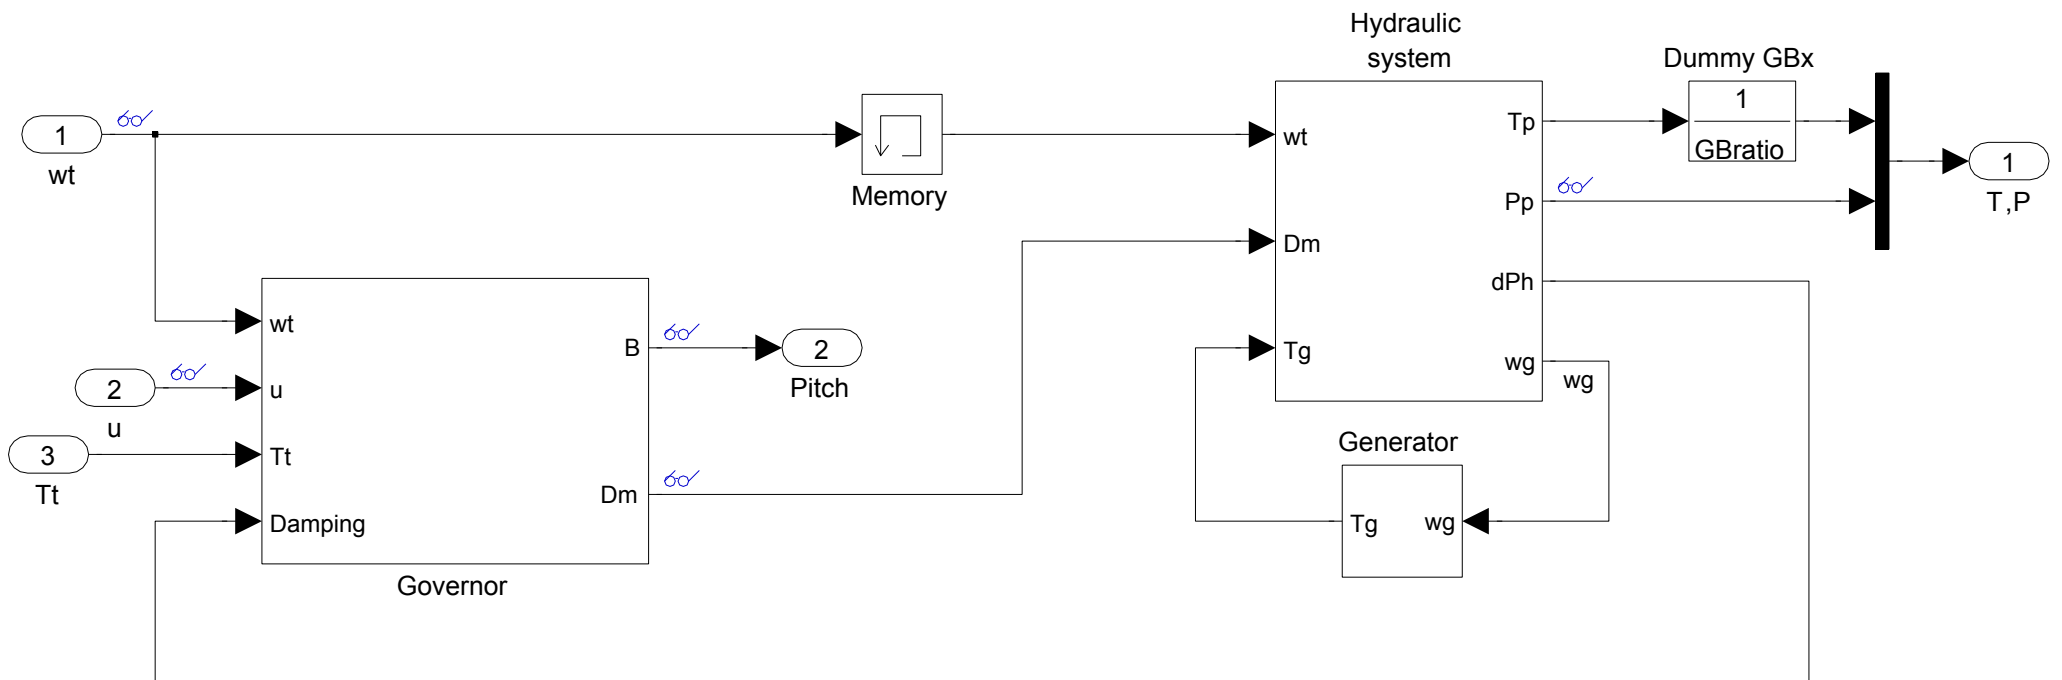 Hydraulic
system
Dummy GBx
1
wt
Memory
wt
Dm
Tg
Tp
Pp
dPh
wg
wg
1
GBratio
1
T,P
2
u
3
Tt
wt
u
Tt
Damping
B
Dm
Governor
2
Pitch
Generator
Tg
wg